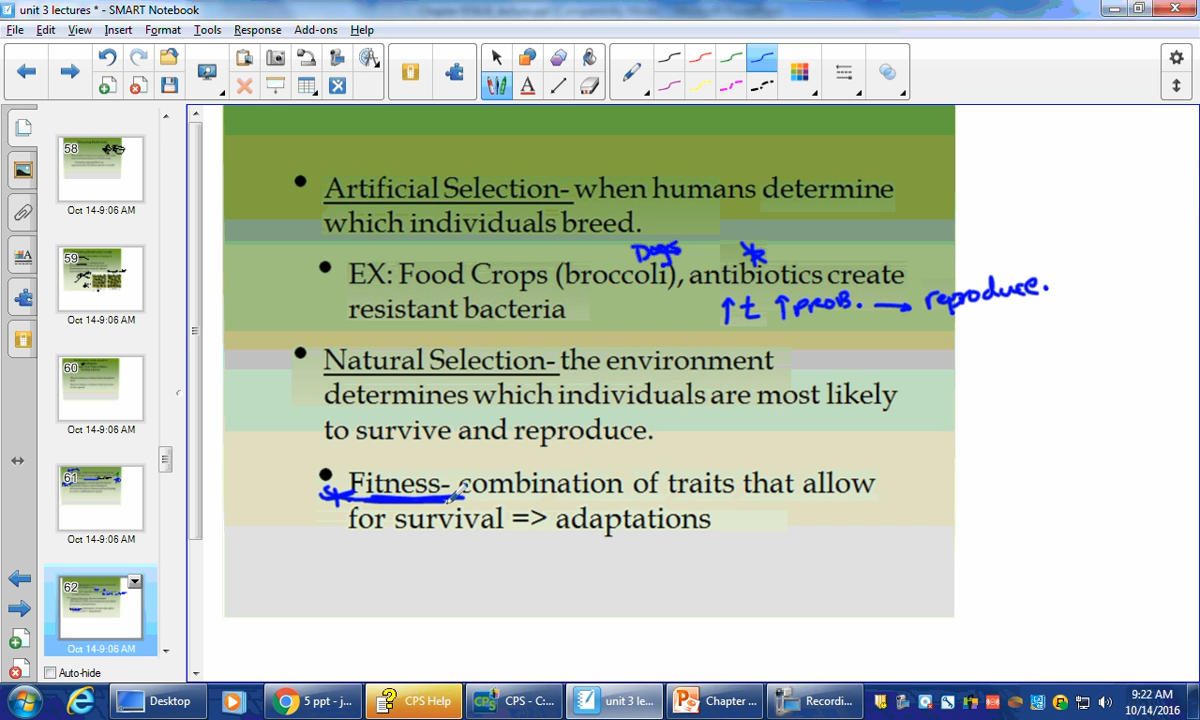 unit 3 lectures * - SMART Notebook
File Edit View Insert Format Tools Response Add-ons Help
58
Oct 14-9:06 AM
59
Oct 14-9:06 AM
60
Oct 14-9:06 AM
61
Oct 14-9:06 AM
62
Oct 14-9:06 AM
Auto-hide
• Artificial Selection- when humans determine
which individuals breed.
Dogs *
• EX: Food Crops (broccoli), antibiotics create
resistant bacteria
↑t ↑PROB. → reproduce.
• Natural Selection- the environment
determines which individuals are most likely
to survive and reproduce.
• Fitness- combination of traits that allow
for survival => adaptations
Desktop
5 ppt - j...
CPS Help
CPS - C:...
unit 3 le...
Chapter ...
Recordi...
9:22 AM
10/14/2016